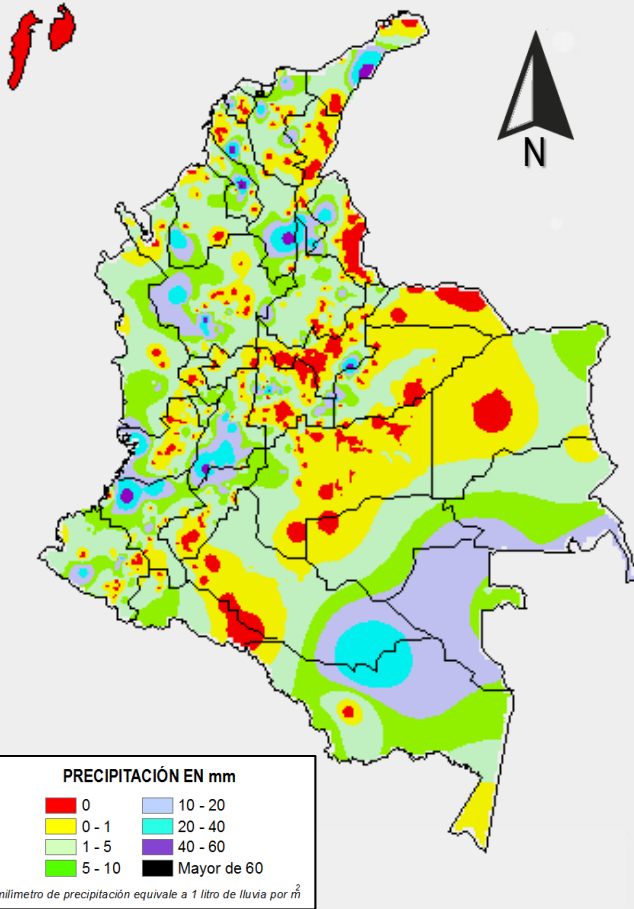 N
PRECIPITACIÓN EN mm
0 10 - 20
0 - 1 20 - 40
1 - 5 40 - 60
5 - 10 Mayor de 60
milímetro de precipitación equivale a 1 litro de lluvia por m²